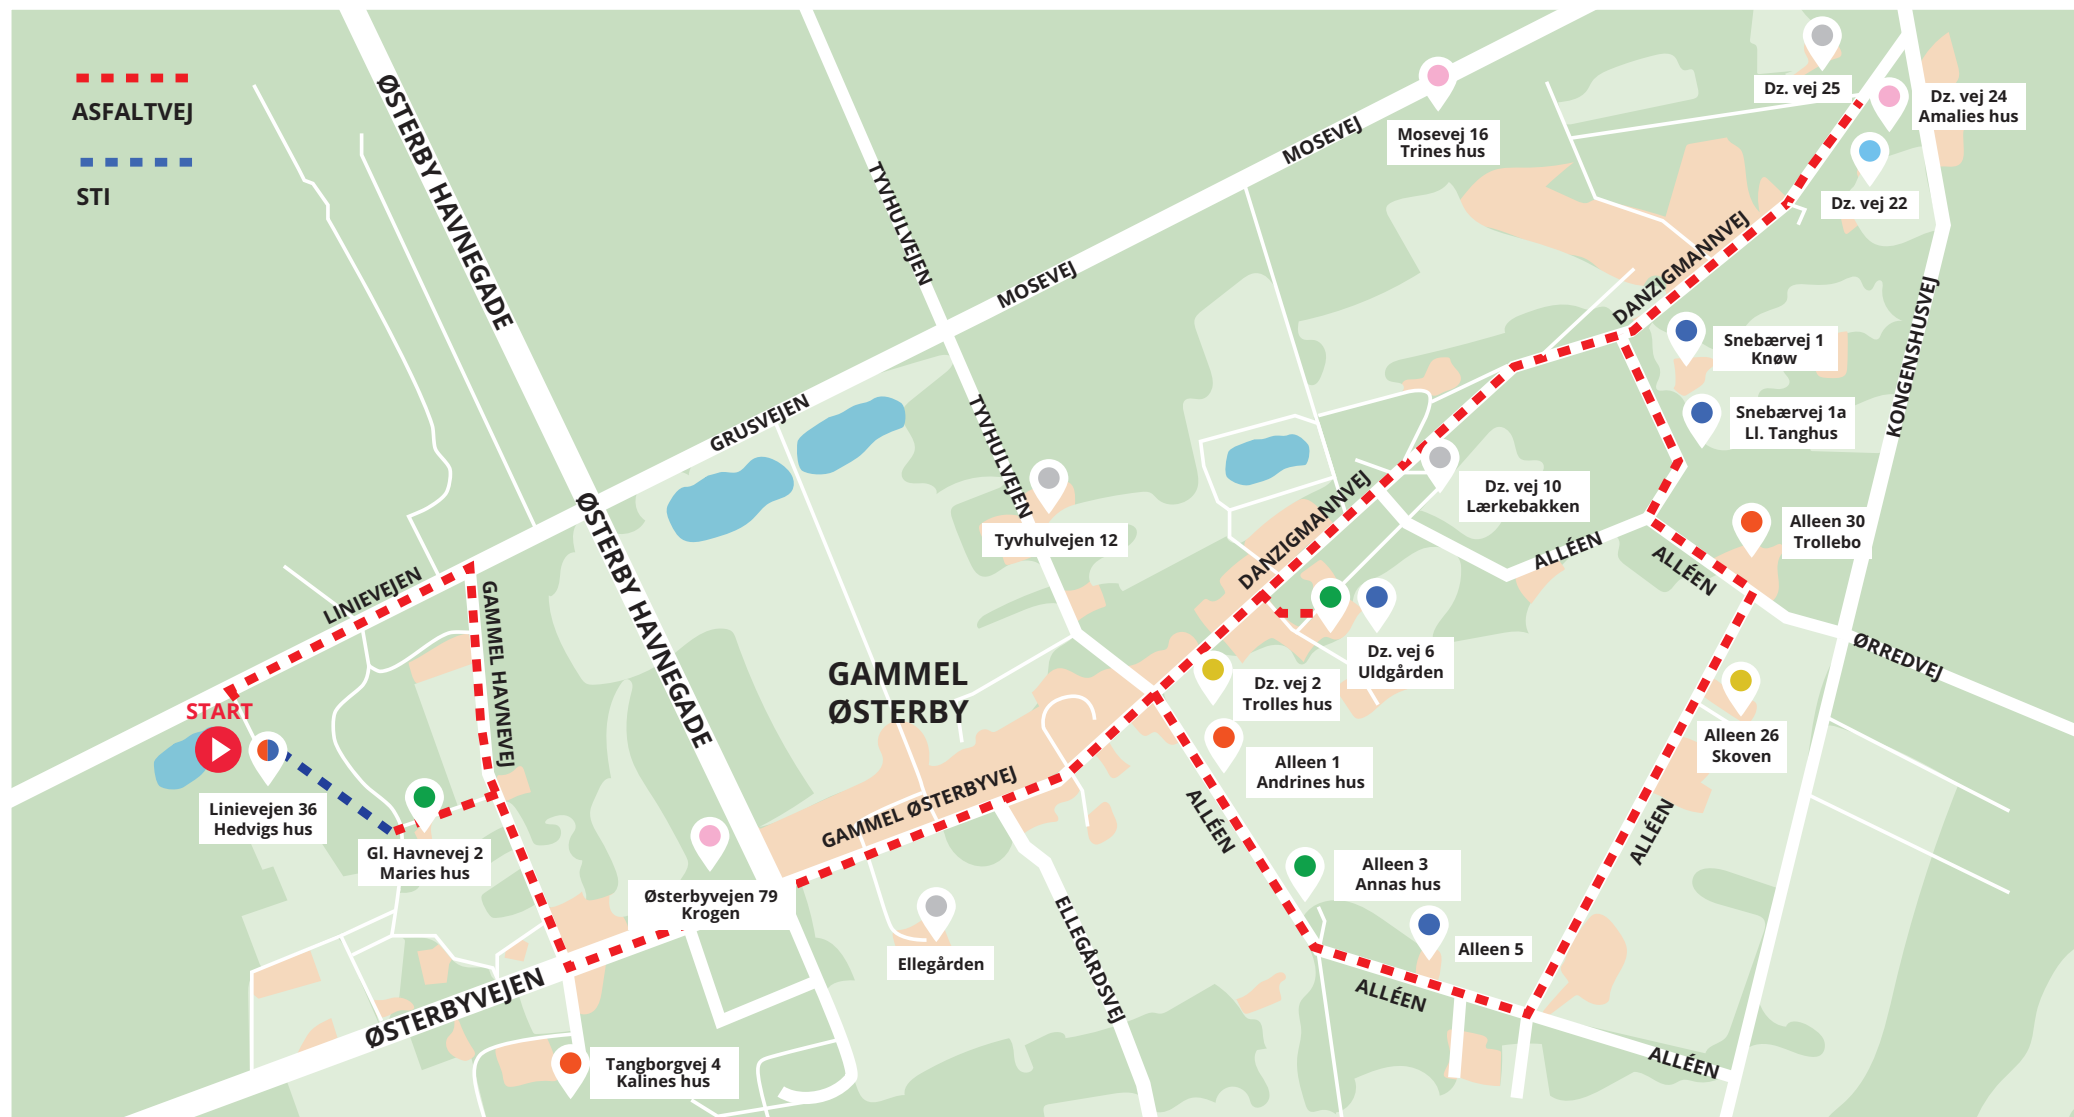 ASFALTVEJ
STI
ØSTERBY HAVNEGADE
TYVHULVEJEN
MOSEVEJ
MOSEVEJ
Mosevej 16
Trines hus
Dz. vej 25
Dz. vej 24
Amalies hus
Dz. vej 22
DANZIGMANNVEJ
KONGENSHUSVEJ
Snebærvej 1
Knøw
Snebærvej 1a
Ll. Tanghus
GRUSVEJEN
TYVHULVEJEN
Tyvhulvejen 12
DANZIGMANNVEJ
Dz. vej 10
Lærkebakken
ALLÉEN
ALLÉEN
Alleen 30
Trollebo
ØRREDVEJ
LINIEVEJEN
GAMMEL HAVNEVEJ
ØSTERBY HAVNEGADE
GAMMEL
ØSTERBY
Dz. vej 6
Uldgården
Dz. vej 2
Trolles hus
Alleen 1
Andrines hus
Alleen 26
Skoven
START
Linievejen 36
Hedvigs hus
Gl. Havnevej 2
Maries hus
GAMMEL ØSTERBYVEJ
ALLÉEN
ALLÉEN
Østerbyvejen 79
Krogen
Alleen 3
Annas hus
Alleen 5
Ellegården
ELLEGÅRDSVEJ
ALLÉEN
ALLÉEN
ØSTERBYVEJEN
Tangborgvej 4
Kalines hus